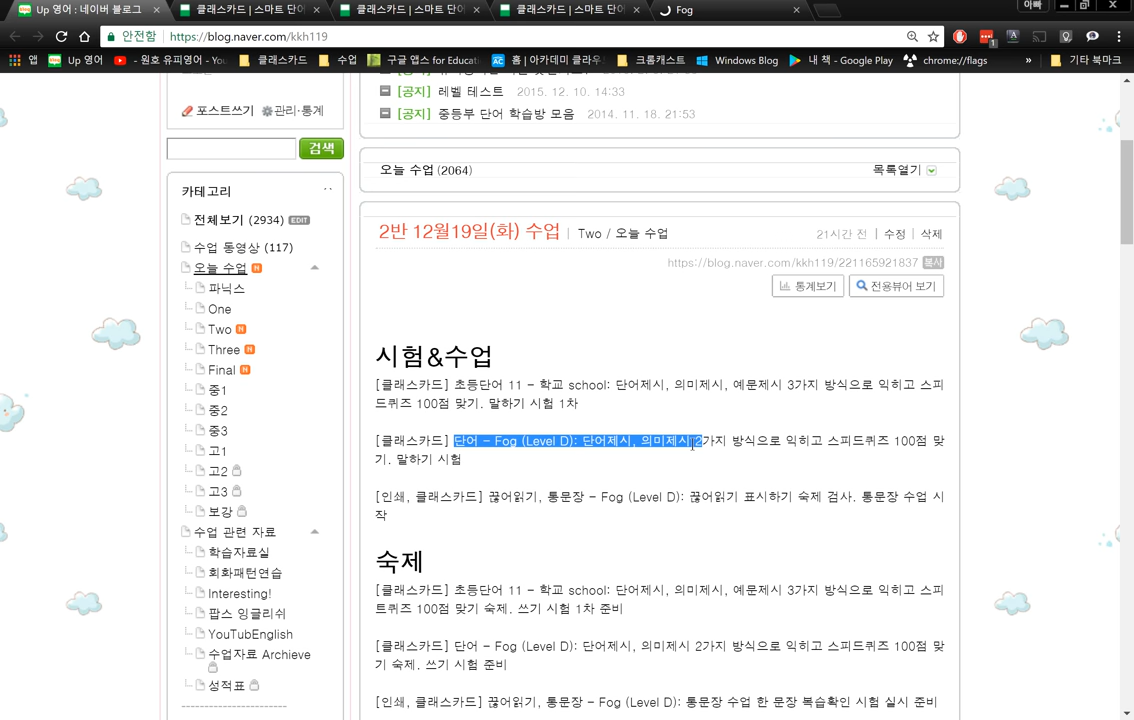 Up 영어 : 네이버 블로그
클래스카드 | 스마트 단어
클래스카드 | 스마트 단어
클래스카드 | 스마트 단어
Fog
아빠
안전함 https://blog.naver.com/kkh119
앱 Up 영어 - 원호 유피영어 - You 클래스카드 수업 구글 앱스 for Educati 홈 | 아카데미 클라우 크롬캐스트 Windows Blog 내 책 - Google Play chrome://flags » 기타 북마크
[공지] 레벨 테스트 2015. 12. 10. 14:33
포스트쓰기 관리·통계
[공지] 중등부 단어 학습방 모음 2014. 11. 18. 21:53
검색
오늘 수업 (2064) 목록열기
카테고리
전체보기 (2934) EDIT
수업 동영상 (117)
오늘 수업 N
파닉스
One
Two N
Three N
Final N
중1
중2
중3
고1
고2
고3
보강
수업 관련 자료
학습자료실
회화패턴연습
Interesting!
팝스 잉글리쉬
YouTubEnglish
수업자료 Archieve
성적표
2반 12월19일(화) 수업 | Two / 오늘 수업 21시간 전 | 수정 | 삭제
https://blog.naver.com/kkh119/221165921837 복사
통계보기 전용뷰어 보기
시험&수업
[클래스카드] 초등단어 11 - 학교 school: 단어제시, 의미제시, 예문제시 3가지 방식으로 익히고 스피
드퀴즈 100점 맞기. 말하기 시험 1차
[클래스카드] 단어 - Fog (Level D): 단어제시, 의미제시 2가지 방식으로 익히고 스피드퀴즈 100점 맞
기. 말하기 시험
[인쇄, 클래스카드] 끊어읽기, 통문장 - Fog (Level D): 끊어읽기 표시하기 숙제 검사. 통문장 수업 시
작
숙제
[클래스카드] 초등단어 11 - 학교 school: 단어제시, 의미제시, 예문제시 3가지 방식으로 익히고 스피
트퀴즈 100점 맞기 숙제. 쓰기 시험 1차 준비
[클래스카드] 단어 - Fog (Level D): 단어제시, 의미제시 2가지 방식으로 익히고 스피드퀴즈 100점 맞
기 숙제. 쓰기 시험 준비
[인쇄, 클래스카드] 끊어읽기, 통문장 - Fog (Level D): 통문장 수업 한 문장 복습확인 시험 실시 준비